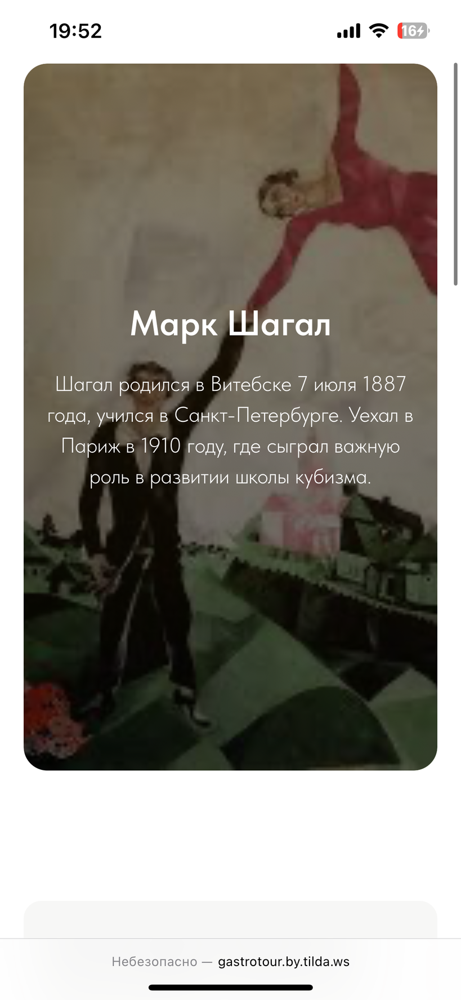 19:52
16
Марк Шагал
Шагал родился в Витебске 7 июля 1887
года, учился в Санкт-Петербурге. Уехал в
Париж в 1910 году, где сыграл важную
роль в развитии школы кубизма.
Небезопасно — gastrotour.by.tilda.ws